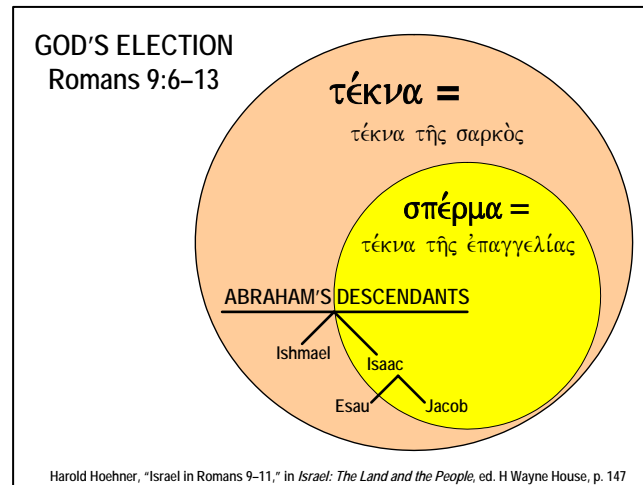 GOD'S ELECTION
Romans 9:6–13
τέκνα =
τέκνα τῆς σαρκὸς
σπέρμα =
τέκνα τῆς ἐπαγγελίας
ABRAHAM'S DESCENDANTS
Ishmael
Isaac
Esau Jacob
Harold Hoehner, "Israel in Romans 9–11," in Israel: The Land and the People, ed. H Wayne House, p. 147